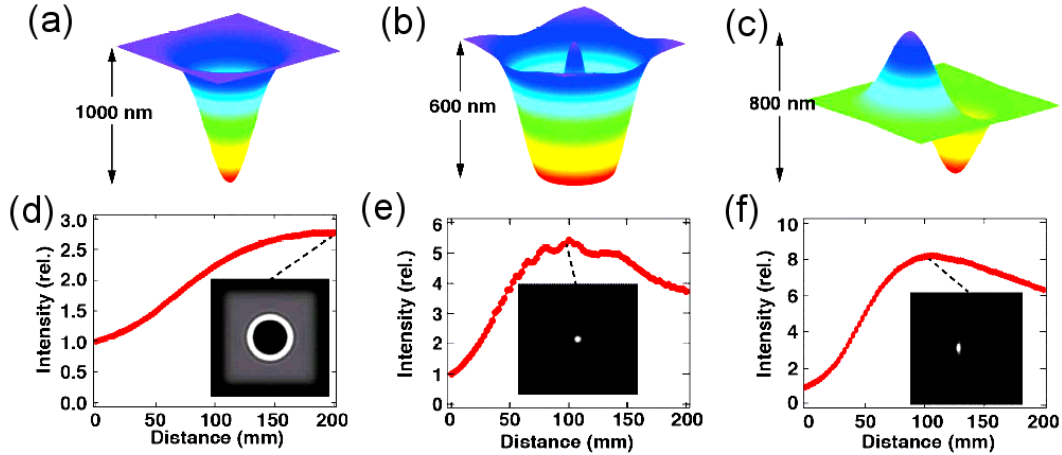 (a)
1000 nm
(b)
600 nm
(c)
800 nm
(d)
3.0
2.5
2.0
1.5
1.0
0.5
0.0
Intensity (rel.)
0 50 100 150 200
Distance (mm)
(e)
6
5
4
3
2
1
0
Intensity (rel.)
0 50 100 150 200
Distance (mm)
(f)
10
8
6
4
2
0
Intensity (rel.)
0 50 100 150 200
Distance (mm)